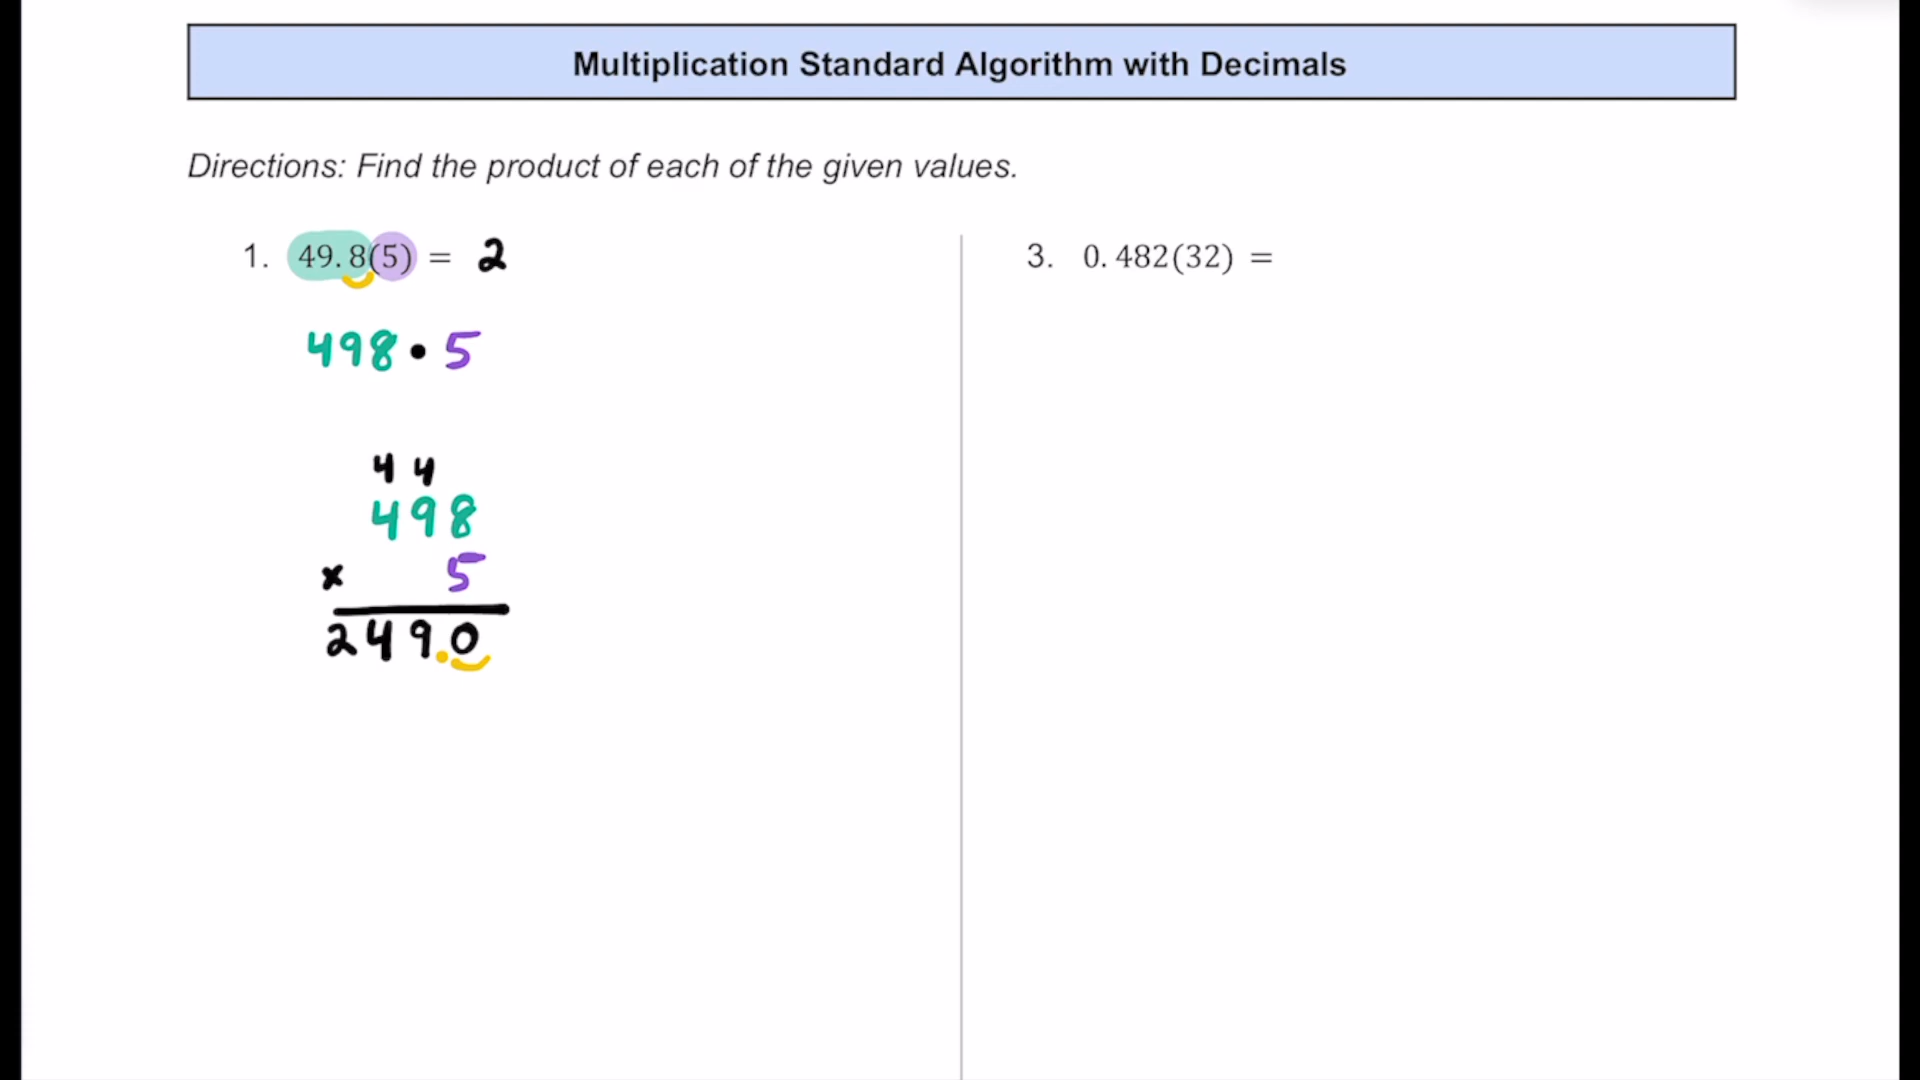 Multiplication Standard Algorithm with Decimals
Directions: Find the product of each of the given values.
1. 49.8(5) = 2
498 • 5
4 4
498
x 5
249.0
3. 0.482(32) =